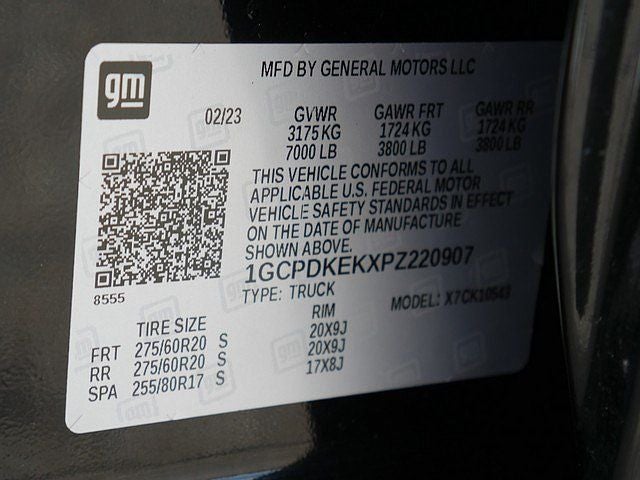 gm
MFD BY GENERAL MOTORS LLC
02/23 GVWR GAWR FRT GAWR RR
3175 KG 1724 KG 1724 KG
7000 LB 3800 LB 3800 LB
THIS VEHICLE CONFORMS TO ALL
APPLICABLE U.S. FEDERAL MOTOR
VEHICLE SAFETY STANDARDS IN EFFECT
ON THE DATE OF MANUFACTURE
SHOWN ABOVE.
1GCPDKEKXPZ220907
8555
TYPE: TRUCK MODEL: X7CK10543
TIRE SIZE RIM
FRT 275/60R20 S 20X9J
RR 275/60R20 S 20X9J
SPA 255/80R17 S 17X8J